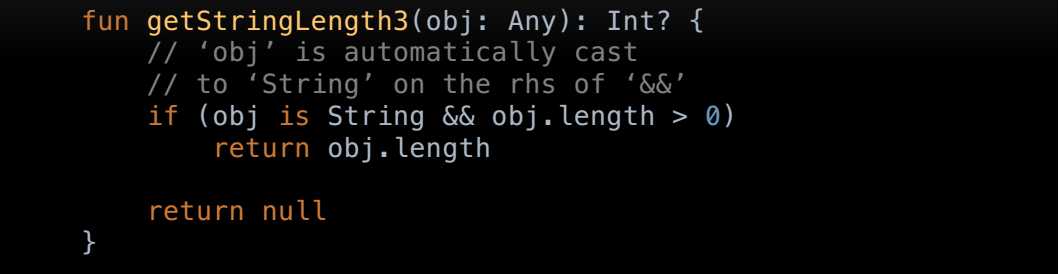 fun getStringLength3(obj: Any): Int? {
    // ‘obj’ is automatically cast
    // to ‘String’ on the rhs of ‘&&’
    if (obj is String && obj.length > 0)
        return obj.length

    return null
}